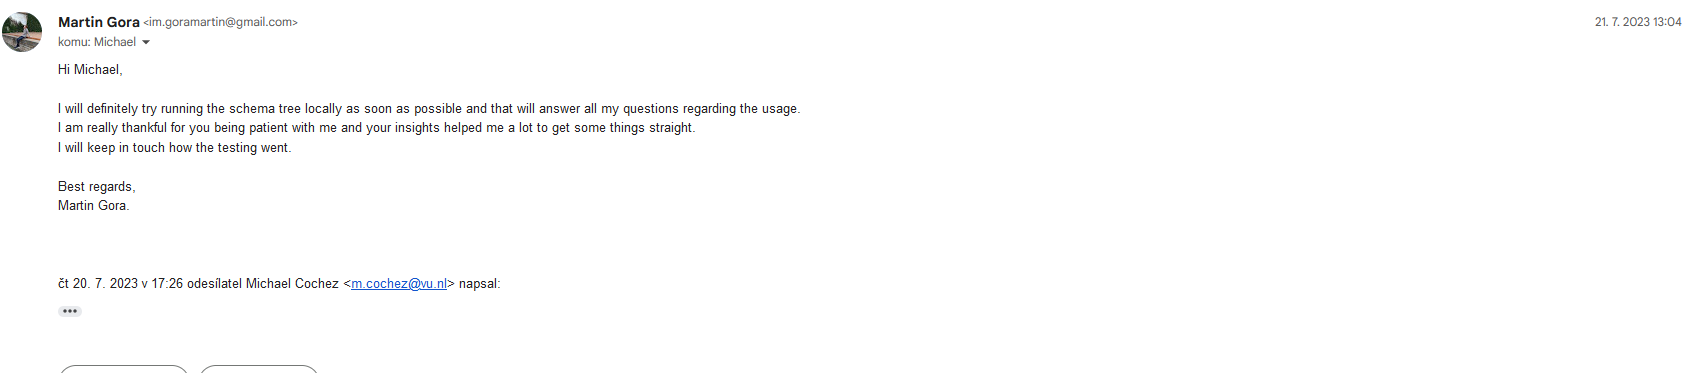 Martin Gora <im.goramartin@gmail.com>
21. 7. 2023 13:04
komu: Michael
Hi Michael,
I will definitely try running the schema tree locally as soon as possible and that will answer all my questions regarding the usage.
I am really thankful for you being patient with me and your insights helped me a lot to get some things straight.
I will keep in touch how the testing went.
Best regards,
Martin Gora.
čt 20. 7. 2023 v 17:26 odesílatel Michael Cochez <m.cochez@vu.nl> napsal: